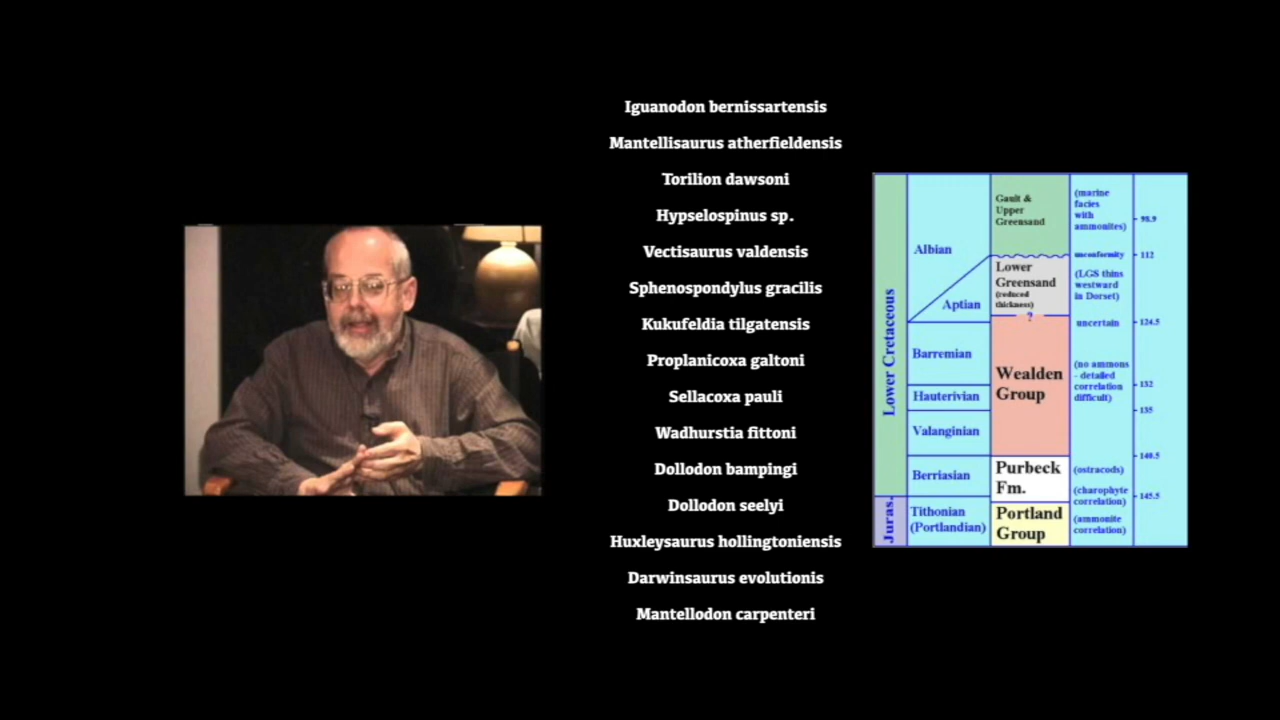 Iguanodon bernissartensis
Mantellisaurus atherfieldensis
Torilion dawsoni
Hypselospinus sp.
Vectisaurus valdensis
Sphenospondylus gracilis
Kukufeldia tilgatensis
Proplanicoxa galtoni
Sellacoxa pauli
Wadhurstia fittoni
Dollodon bampingi
Dollodon seelyi
Huxleysaurus hollingtoniensis
Darwinsaurus evolutionis
Mantellodon carpenteri
Lower Cretaceous
Juras.
Albian
Aptian
Barremian
Hauterivian
Valanginian
Berriasian
Tithonian
(Portlandian)
Gault &
Upper
Greensand
Lower
Greensand
(reduced
thickness)
?
Wealden
Group
Purbeck
Fm.
Portland
Group
(marine
facies
with
ammonites)
unconformity
(LGS thins
westward
in Dorset)
uncertain
(no ammons
- detailed
correlation
difficult)
(ostracods)
(charophyte
correlation)
(ammonite
correlation)
98.9
112
124.5
132
135
140.5
145.5